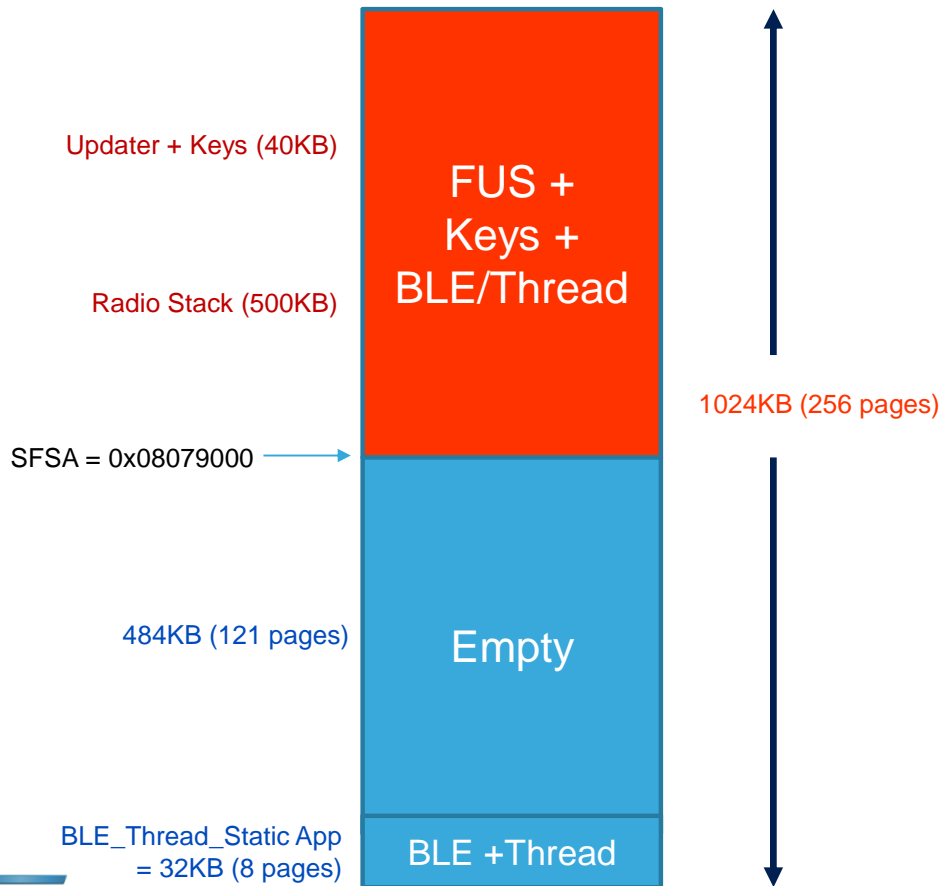 Updater + Keys (40KB)
FUS +
Keys +
BLE/Thread
Radio Stack (500KB)
1024KB (256 pages)
SFSA = 0x08079000
484KB (121 pages)
Empty
BLE_Thread_Static App
= 32KB (8 pages)
BLE +Thread